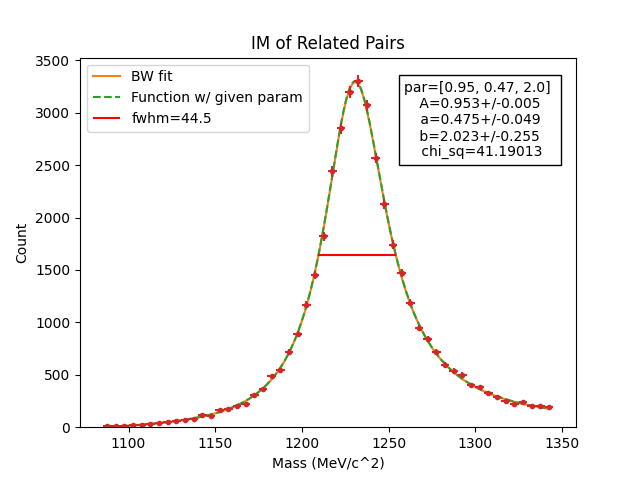 IM of Related Pairs
BW fit
Function w/ given param
fwhm=44.5
par=[0.95, 0.47, 2.0]
A=0.953+/-0.005
a=0.475+/-0.049
b=2.023+/-0.255
chi_sq=41.19013
Count
3500
3000
2500
2000
1500
1000
500
0
1100
1150
1200
1250
1300
1350
Mass (MeV/c^2)